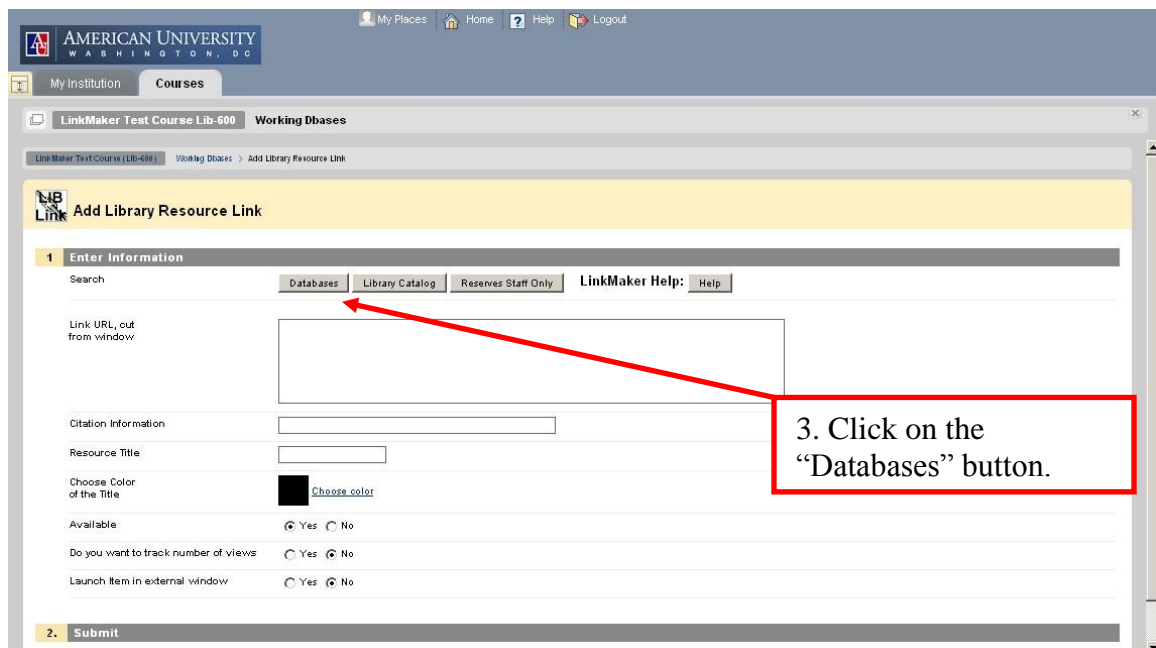 My Places Home ? Help Logout
AMERICAN UNIVERSITY
WASHINGTON, DC
My Institution Courses
LinkMaker Test Course Lib-600 Working Dbases
LinkMaker Test Course (Lib-600) Working Dbases > Add Library Resource Link
LIB
Link Add Library Resource Link
1 Enter Information
Search Databases Library Catalog Reserves Staff Only LinkMaker Help: Help
Link URL, cut
from window
3. Click on the
“Databases” button.
Citation Information
Resource Title
Choose Color
of the Title
Choose color
Available Yes No
Do you want to track number of views Yes No
Launch Item in external window Yes No
2. Submit